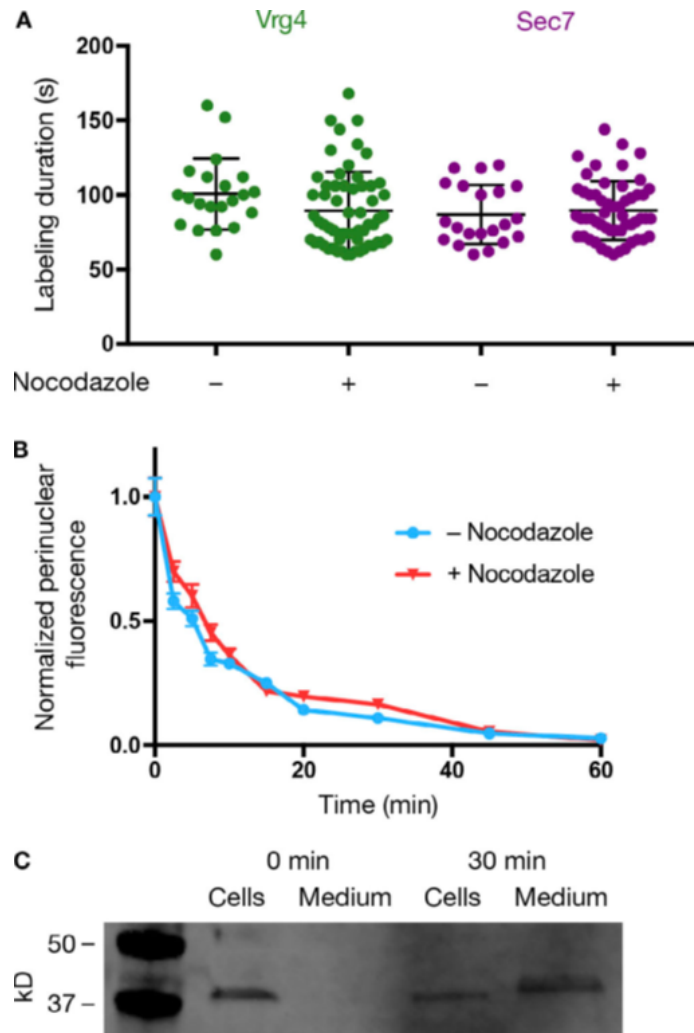 A
Vrg4 Sec7
Labeling duration (s)
200
150
100
50
0
Nocodazole – + – +
B
Normalized perinuclear
fluorescence
1.0
0.5
0.0
– Nocodazole
+ Nocodazole
0 20 40 60
Time (min)
C
0 min 30 min
Cells Medium Cells Medium
kD
50 –
37 –